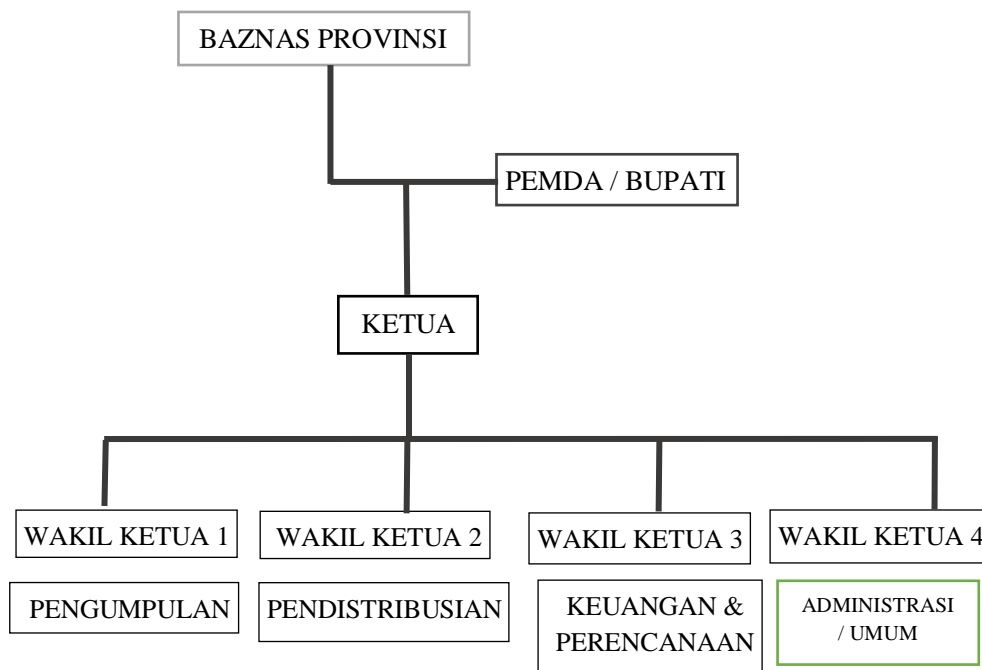 BAZNAS PROVINSI
PEMDA / BUPATI
KETUA
WAKIL KETUA 1
WAKIL KETUA 2
WAKIL KETUA 3
WAKIL KETUA 4
PENGUMPULAN
PENDISTRIBUSIAN
KEUANGAN &
PERENCANAAN
ADMINISTRASI
/ UMUM